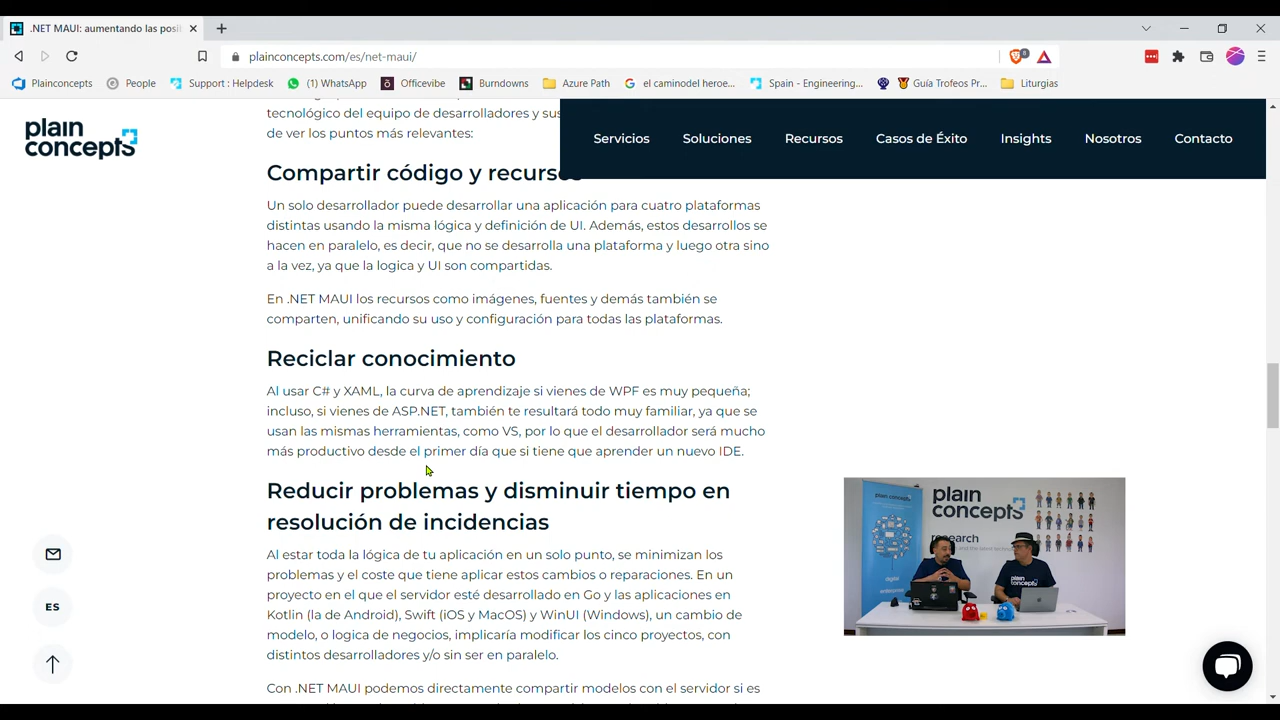 .NET MAUI: aumentando las posi
plainconcepts.com/es/net-maui/
8
Plainconcepts
People
Support : Helpdesk
(1) WhatsApp
Officevibe
Burndowns
Azure Path
el caminodel heroe...
Spain - Engineering...
Guía Trofeos Pr...
Liturgias
plain
concepts
Servicios
Soluciones
Recursos
Casos de Éxito
Insights
Nosotros
Contacto
tecnológico del equipo de desarrolladores y sus
de ver los puntos más relevantes:
Compartir código y recursos
Un solo desarrollador puede desarrollar una aplicación para cuatro plataformas
distintas usando la misma lógica y definición de UI. Además, estos desarrollos se
hacen en paralelo, es decir, que no se desarrolla una plataforma y luego otra sino
a la vez, ya que la logica y UI son compartidas.
En .NET MAUI los recursos como imágenes, fuentes y demás también se
comparten, unificando su uso y configuración para todas las plataformas.
Reciclar conocimiento
Al usar C# y XAML, la curva de aprendizaje si vienes de WPF es muy pequeña;
incluso, si vienes de ASP.NET, también te resultará todo muy familiar, ya que se
usan las mismas herramientas, como VS, por lo que el desarrollador será mucho
más productivo desde el primer día que si tiene que aprender un nuevo IDE.
Reducir problemas y disminuir tiempo en
resolución de incidencias
Al estar toda la lógica de tu aplicación en un solo punto, se minimizan los
problemas y el coste que tiene aplicar estos cambios o reparaciones. En un
proyecto en el que el servidor esté desarrollado en Go y las aplicaciones en
Kotlin (la de Android), Swift (iOS y MacOS) y WinUI (Windows), un cambio de
modelo, o logica de negocios, implicaría modificar los cinco proyectos, con
distintos desarrolladores y/o sin ser en paralelo.
Con .NET MAUI podemos directamente compartir modelos con el servidor si es
ES
plain concepts
plain
concepts
research
digital
enterprise
plain
concepts